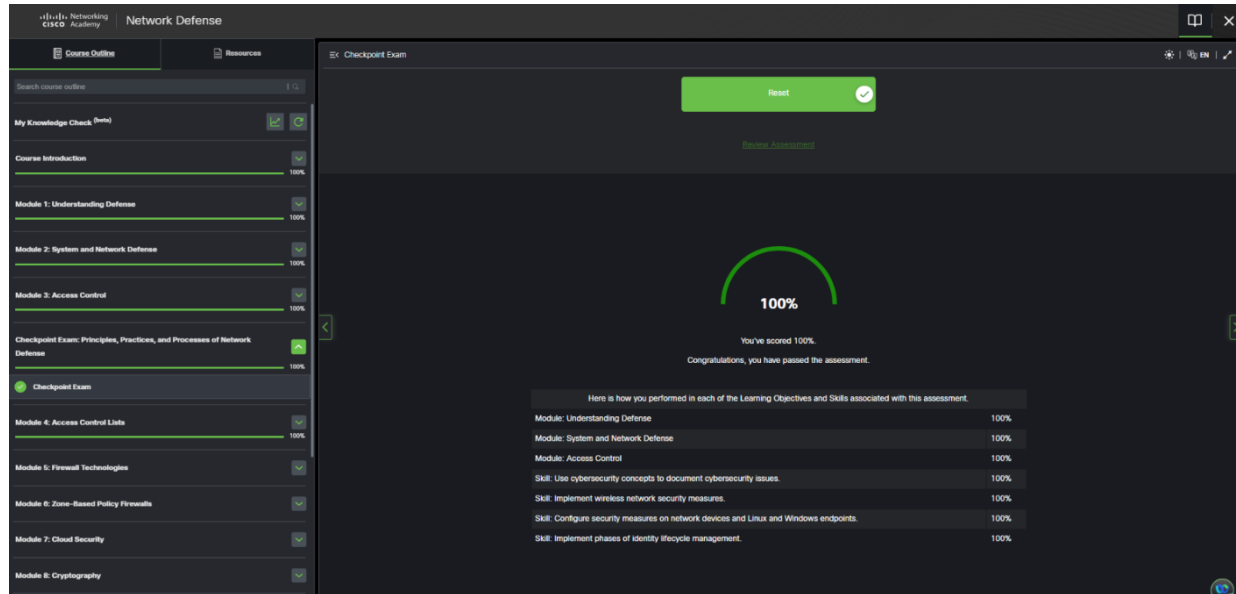 Networking
CISCO Academy
Network Defense
Course Outline
Resources
Search course outline
My Knowledge Check (beta)
Course Introduction
100%
Module 1: Understanding Defense
100%
Module 2: System and Network Defense
100%
Module 3: Access Control
100%
Checkpoint Exam: Principles, Practices, and Processes of Network
Defense
100%
Checkpoint Exam
Module 4: Access Control Lists
100%
Module 5: Firewall Technologies
Module 6: Zone-Based Policy Firewalls
Module 7: Cloud Security
Module 8: Cryptography
Checkpoint Exam
EN
Reset
Review Assessment
100%
You've scored 100%.
Congratulations, you have passed the assessment.
Here is how you performed in each of the Learning Objectives and Skills associated with this assessment.
Module: Understanding Defense 100%
Module: System and Network Defense 100%
Module: Access Control 100%
Skill: Use cybersecurity concepts to document cybersecurity issues. 100%
Skill: Implement wireless network security measures. 100%
Skill: Configure security measures on network devices and Linux and Windows endpoints. 100%
Skill: Implement phases of identity lifecycle management. 100%